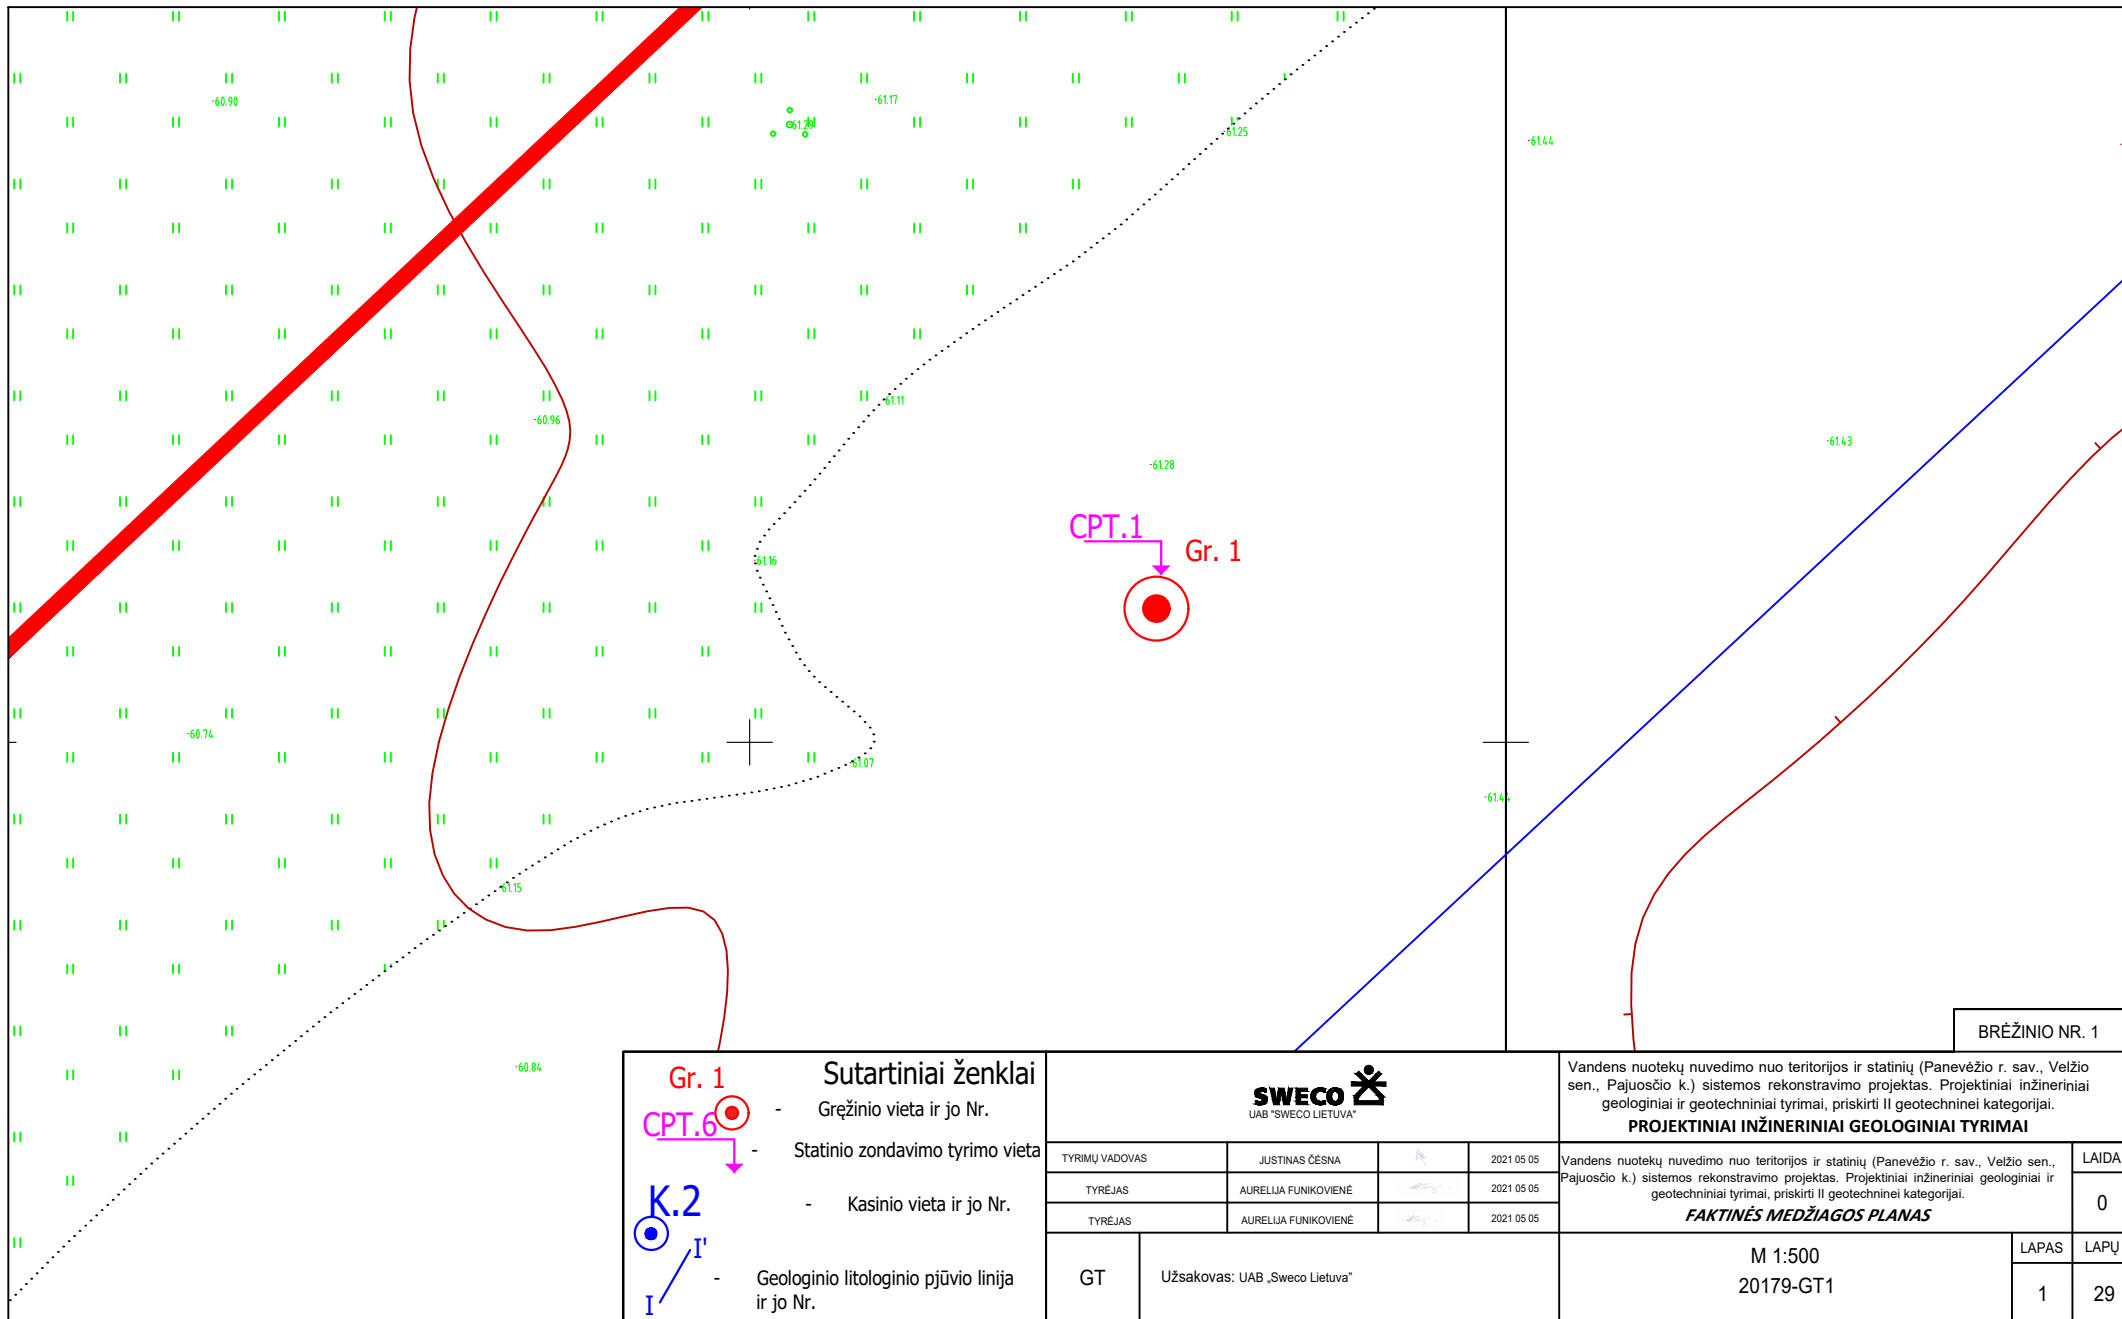 -60.90
-61.17
-61.29
-61.25
-61.44
-61.11
-60.96
-61.43
-61.28
CPT.1
Gr. 1
-61.16
-60.74
-61.07
-61.44
-61.15
-60.84
BRĖŽINIO NR. 1
Sutartiniai ženklai
Gr. 1
- Gręžinio vieta ir jo Nr.
CPT.6
- Statinio zondavimo tyrimo vieta
K.2
- Kasinio vieta ir jo Nr.
I'
I
- Geologinio litologinio pjūvio linija
ir jo Nr.
SWECO
UAB "SWECO LIETUVA"
TYRIMŲ VADOVAS JUSTINAS ČĖSNA 2021 05 05
TYRĖJAS AURELIJA FUNIKOVIENĖ 2021 05 05
TYRĖJAS AURELIJA FUNIKOVIENĖ 2021 05 05
GT
Užsakovas: UAB „Sweco Lietuva"
Vandens nuotekų nuvedimo nuo teritorijos ir statinių (Panevėžio r. sav., Velžio
sen., Pajuosčio k.) sistemos rekonstravimo projektas. Projektiniai inžineriniai
geologiniai ir geotechniniai tyrimai, priskirti II geotechninei kategorijai.
PROJEKTINIAI INŽINERINIAI GEOLOGINIAI TYRIMAI
Vandens nuotekų nuvedimo nuo teritorijos ir statinių (Panevėžio r. sav., Velžio sen.,
Pajuosčio k.) sistemos rekonstravimo projektas. Projektiniai inžineriniai geologiniai ir
geotechniniai tyrimai, priskirti II geotechninei kategorijai.
FAKTINĖS MEDŽIAGOS PLANAS
LAIDA
0
M 1:500
20179-GT1
LAPAS LAPŲ
1 29